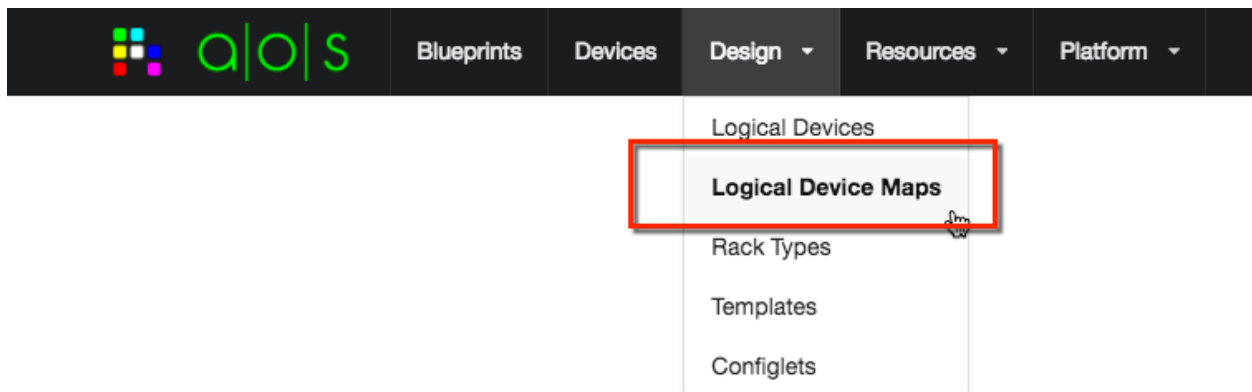 a|o|s Blueprints Devices Design Resources Platform
Logical Devices
Logical Device Maps
Rack Types
Templates
Configlets